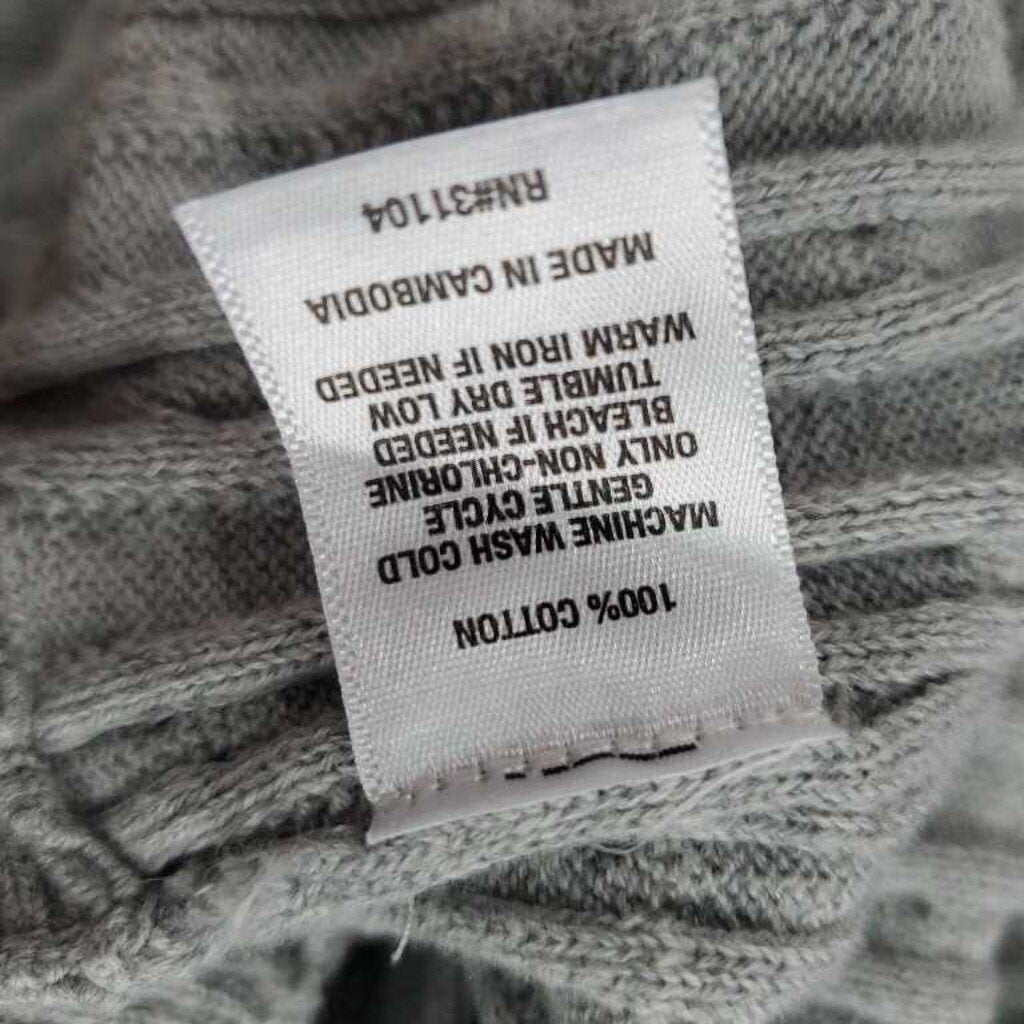 100% COTTON
MACHINE WASH COLD
GENTLE CYCLE
ONLY NON-CHLORINE
BLEACH IF NEEDED
TUMBLE DRY LOW
WARM IRON IF NEEDED
MADE IN CAMBODIA
RN#31104